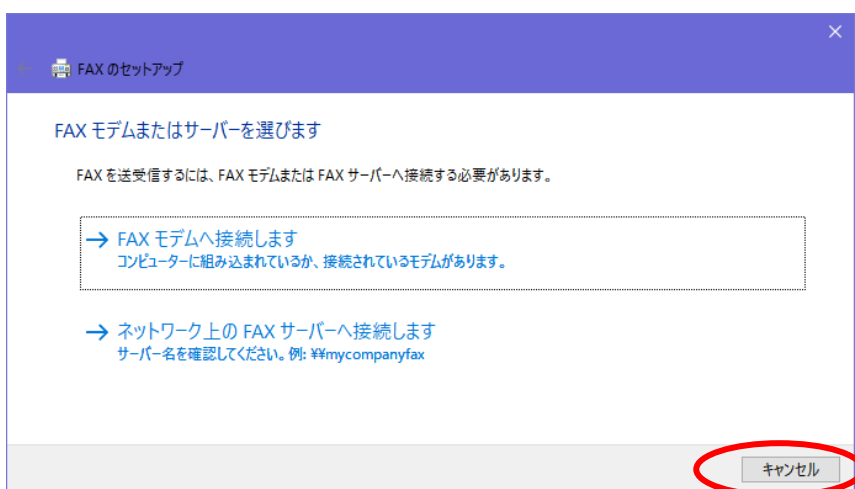 FAX のセットアップ
FAX モデムまたはサーバーを選びます
FAX を送受信するには、FAX モデムまたは FAX サーバーへ接続する必要があります。
FAX モデムへ接続します
コンピューターに組み込まれているか、接続されているモデムがあります。
ネットワーク上の FAX サーバーへ接続します
サーバー名を確認してください。例: ¥¥mycompanyfax
キャンセル